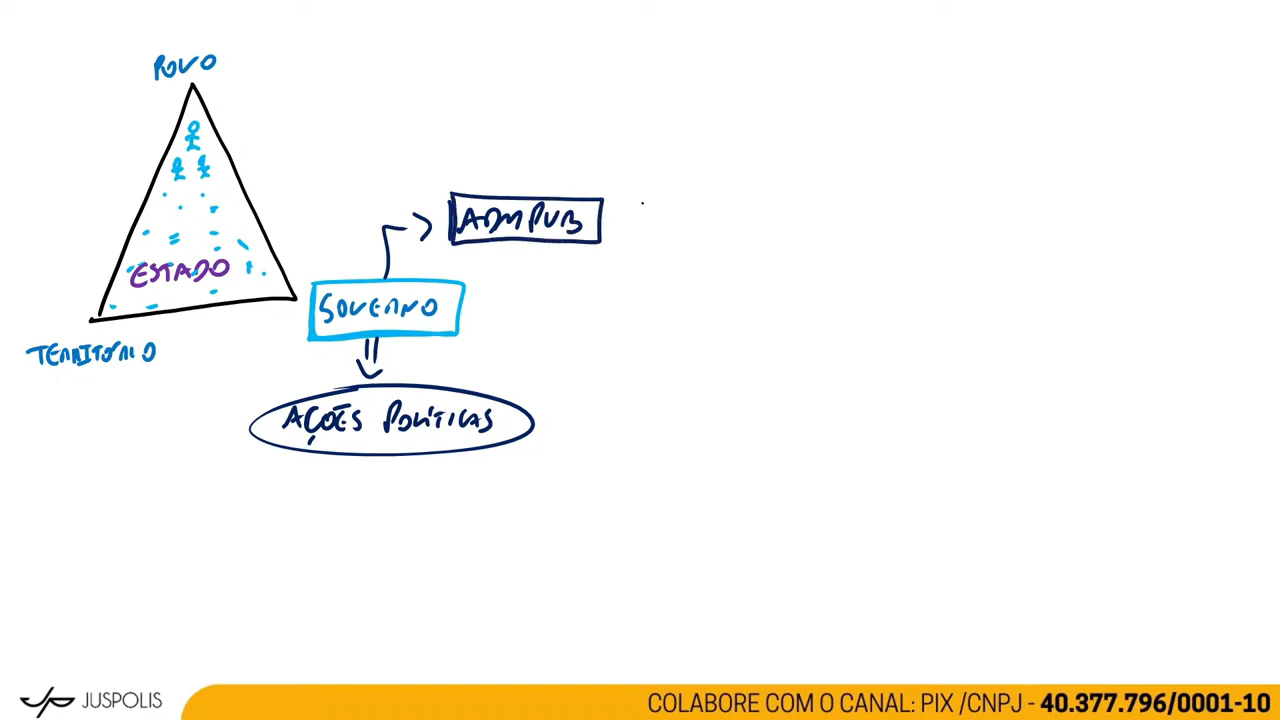 POVO
ADM PUB
ESTADO
GOVERNO
TERRITÓRIO
AÇÕES POLÍTICAS
JUSPOLIS
COLABORE COM O CANAL: PIX /CNPJ - 40.377.796/0001-10